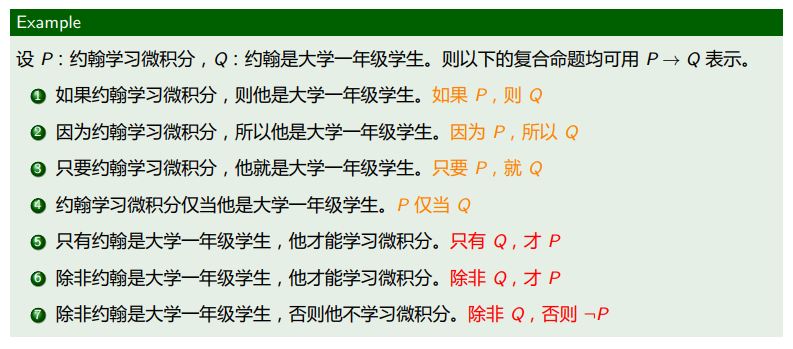 Example
设 P：约翰学习微积分，Q：约翰是大学一年级学生。则以下的复合命题均可用 P → Q 表示。
1 如果约翰学习微积分，则他是大学一年级学生。如果 P，则 Q
2 因为约翰学习微积分，所以他是大学一年级学生。因为 P，所以 Q
3 只要约翰学习微积分，他就是大学一年级学生。只要 P，就 Q
4 约翰学习微积分仅当他是大学一年级学生。P 仅当 Q
5 只有约翰是大学一年级学生，他才能学习微积分。只有 Q，才 P
6 除非约翰是大学一年级学生，他才能学习微积分。除非 Q，才 P
7 除非约翰是大学一年级学生，否则他不学习微积分。除非 Q，否则 ¬P